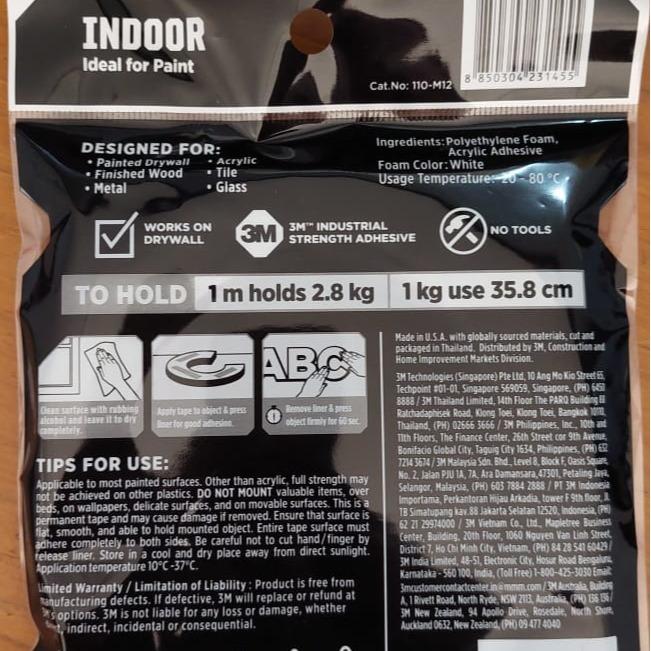 INDOOR
Ideal for Paint
8 850304 231455
Cat.No: 110-M12
DESIGNED FOR:
• Painted Drywall • Acrylic
• Finished Wood • Tile
• Metal • Glass
Ingredients: Polyethylene Foam,
Acrylic Adhesive
Foam Color: White
Usage Temperature: 20 - 80 °C
WORKS ON
DRYWALL
3M
3M™ INDUSTRIAL
STRENGTH ADHESIVE
NO TOOLS
TO HOLD 1 m holds 2.8 kg 1 kg use 35.8 cm
ABC
Clean surface with rubbing
alcohol and leave it to dry
completely.
Apply tape to object & press
liner for good adhesion.
Remove liner & press
object firmly for 60 sec.
TIPS FOR USE:
Applicable to most painted surfaces. Other than acrylic, full strength may
not be achieved on other plastics. DO NOT MOUNT valuable items, over
beds, on wallpapers, delicate surfaces, and on movable surfaces. This is a
permanent tape and may cause damage if removed. Ensure that surface is
flat, smooth, and able to hold mounted object. Entire tape surface must
adhere completely to both sides. Be careful not to cut hand/finger by
release liner. Store in a cool and dry place away from direct sunlight.
Application temperature 10°C -37°C.
Limited Warranty / Limitation of Liability : Product is free from
manufacturing defects. If defective, 3M will replace or refund at
3M's options. 3M is not liable for any loss or damage, whether
indirect, incidental or consequential.
Made in U.S.A. with globally sourced materials, cut and
packaged in Thailand. Distributed by 3M, Construction and
Home Improvement Markets Division.
3M Technologies (Singapore) Pte Ltd, 10 Ang Mo Kio Street 65,
Techpoint #01-01, Singapore 569059, Singapore, (PH) 6451
8888 / 3M Thailand Limited, 14th Floor The PARQ Building
Ratchadaphisek Road, Klong Toei, Klong Toei, Bangkok 10110,
Thailand, (PH) 02666 3666 / 3M Philippines, Inc., 10th and
11th Floors, The Finance Center, 26th Street cor 9th Avenue,
Bonifacio Global City, Taguig City 1634, Philippines, (PH) 632
7214 3674 / 3M Malaysia Sdn. Bhd., Level 8, Block F, Oasis Square,
No. 2, Jalan PJU 1A, 7A, Ara Damansara, 47301, Petaling Jaya,
Selangor, Malaysia, (PH) 603 7884 2888 / PT 3M Indonesia
Importama, Perkantoran Hijau Arkadia, tower F 9th floor, Jl.
TB Simatupang kav.88 Jakarta Selatan 12520, Indonesia, (PH)
62 21 29974000 / 3M Vietnam Co., Ltd., Mapletree Business
Center, Building, 20th Floor, 1060 Nguyen Van Linh Street,
District 7, Ho Chi Minh City, Vietnam, (PH) 84 28 541 60429 /
3M India Limited, 48-51, Electronic City, Hosur Road Bengaluru,
Karnataka - 560 100, India, (Toll Free) 1-800-425-3030 Email:
3mcustomercontactcenter.in@mmm.com / 3M Australia, Building
A, 1 Rivett Road, North Ryde, NSW 2113, Australia, (PH) 136 136 /
3M New Zealand, 94 Apollo Drive, Rosedale, North Shore,
Auckland 0632, New Zealand, (PH) 09 477 4040